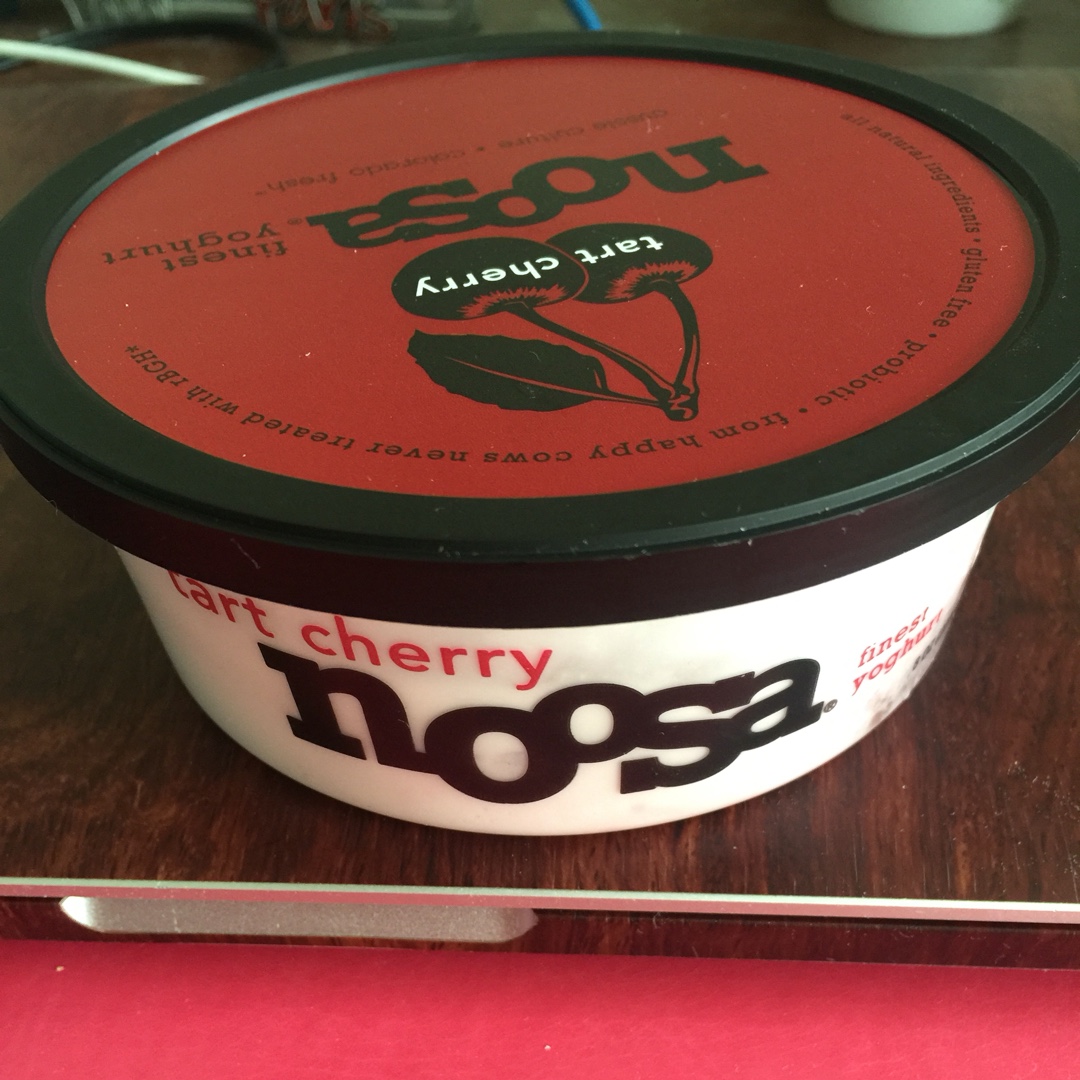 aussie culture • colorado fresh™
noosa®
finest
yoghurt
tart cherry
all natural ingredients • gluten free • probiotic • from happy cows never treated with rBGH*
tart cherry
noosa®
finest
yoghurt